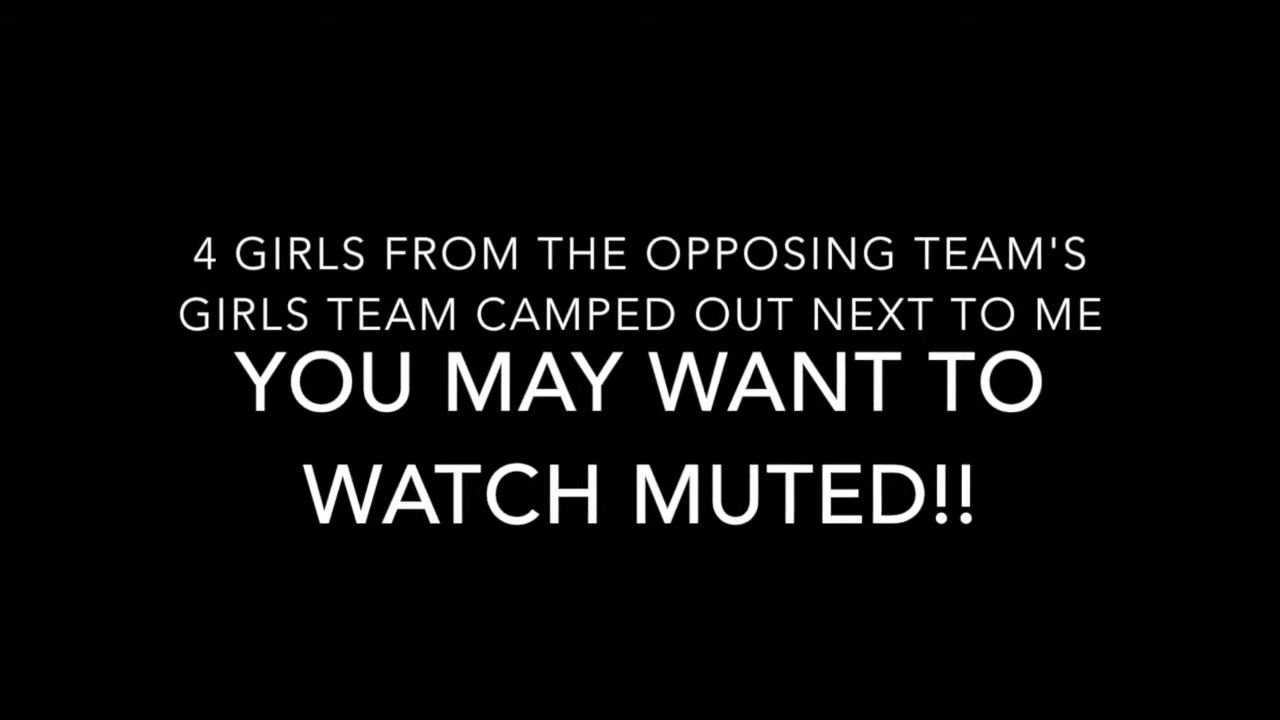 4 GIRLS FROM THE OPPOSING TEAM'S
GIRLS TEAM CAMPED OUT NEXT TO ME
YOU MAY WANT TO
WATCH MUTED!!